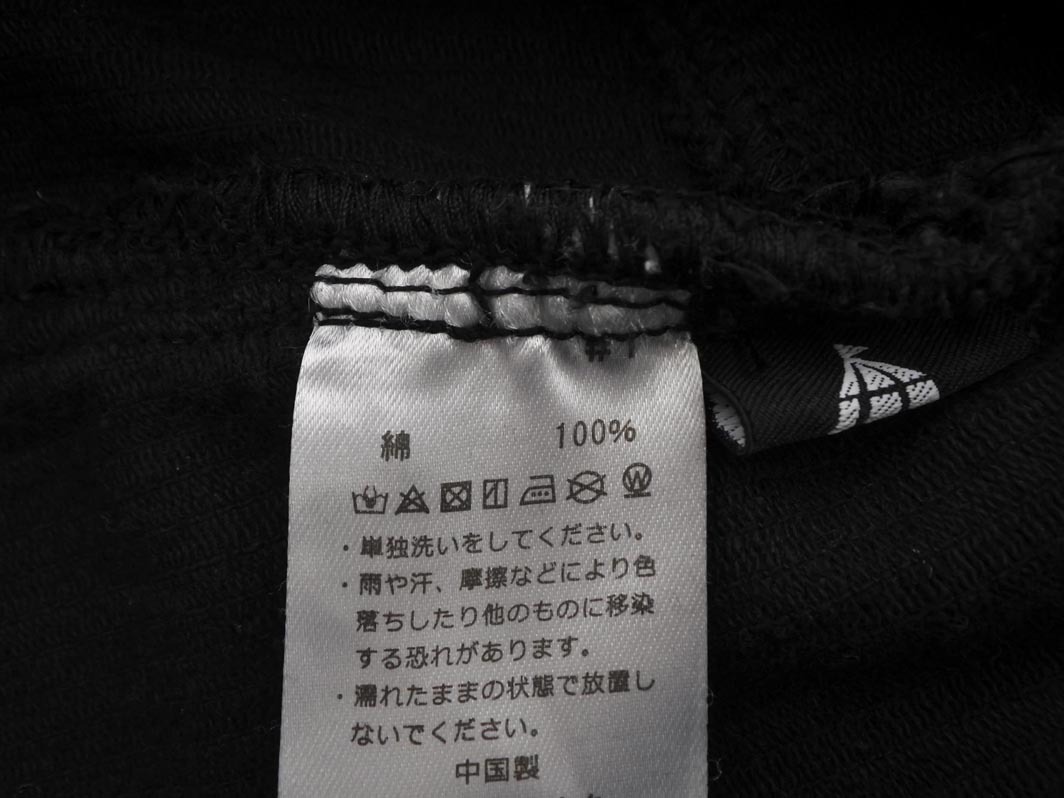 綿 100%
W
・単独洗いをしてください。
・雨や汗、摩擦などにより色
落ちしたり他のものに移染
する恐れがあります。
・濡れたままの状態で放置し
ないでください。
中国製